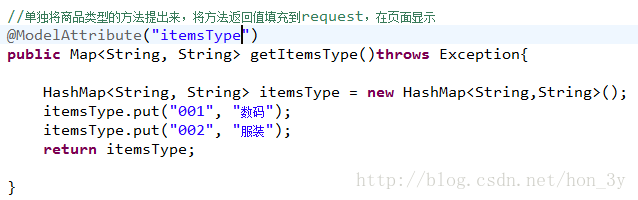 //单独将商品类型的方法提出来，将方法返回值填充到request，在页面显示
@ModelAttribute("itemsType")
public Map<String, String> getItemsType()throws Exception{
HashMap<String, String> itemsType = new HashMap<String,String>();
itemsType.put("001", "数码");
itemsType.put("002", "服装");
return itemsType;
}
http://blog.csdn.net/hon_3y